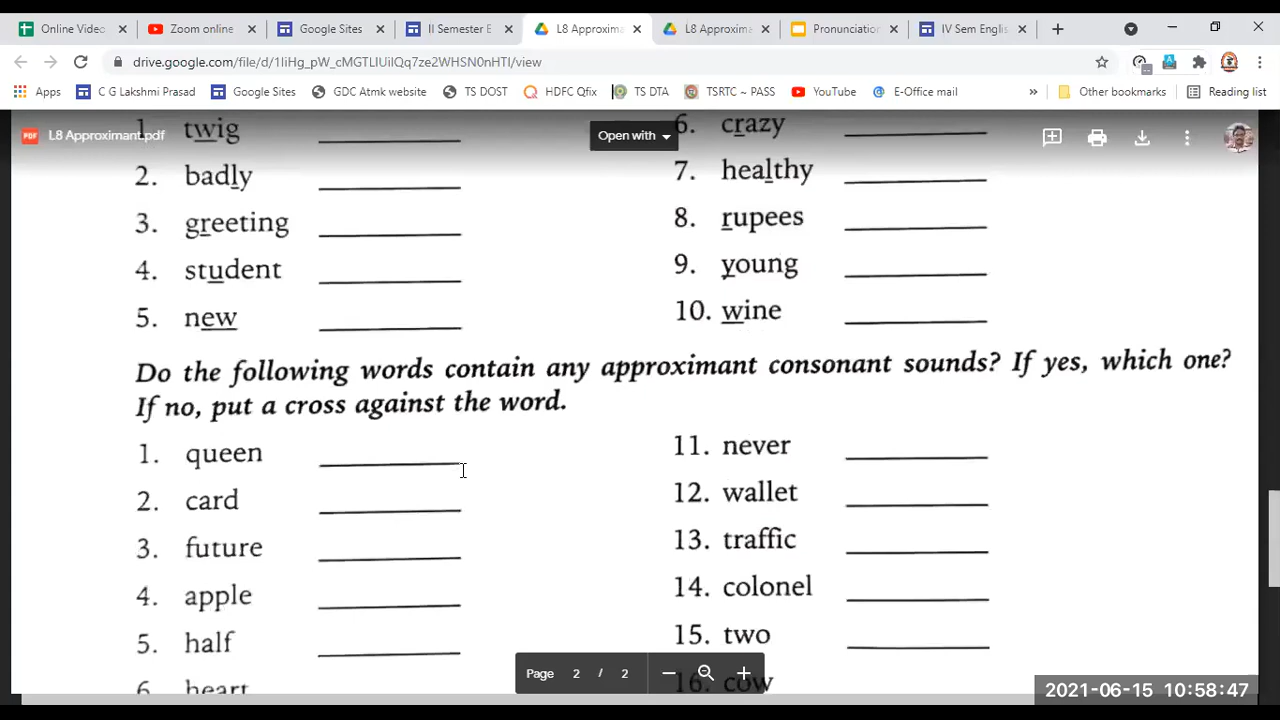 Online Vide
Zoom online
Google Sites
II Semester E
L8 Approxima
L8 Approxim
Pronunciatio
IV Sem Englis
drive.google.com/file/d/1IiHg_pW_cMGTLIUiIQq7ze2WHSI0nHTI/view
Apps
C G Lakshmi Prasad
Google Sites
GDC Atmk website
TS DOST
HDFC Qfix
TS DTA
TSRTC ~ PASS
YouTube
E-Office mail
»
Other bookmarks
Reading list
PDF
L8 Approximant.pdf
Open with
1. twig
2. badly
3. greeting
4. student
5. new
6. crazy
7. healthy
8. rupees
9. young
10. wine
Do the following words contain any approximant consonant sounds? If yes, which one?
If no, put a cross against the word.
1. queen
2. card
3. future
4. apple
5. half
6. heart
11. never
12. wallet
13. traffic
14. colonel
15. two
16. cow
Page 2 / 2
2021-06-15 10:58:47